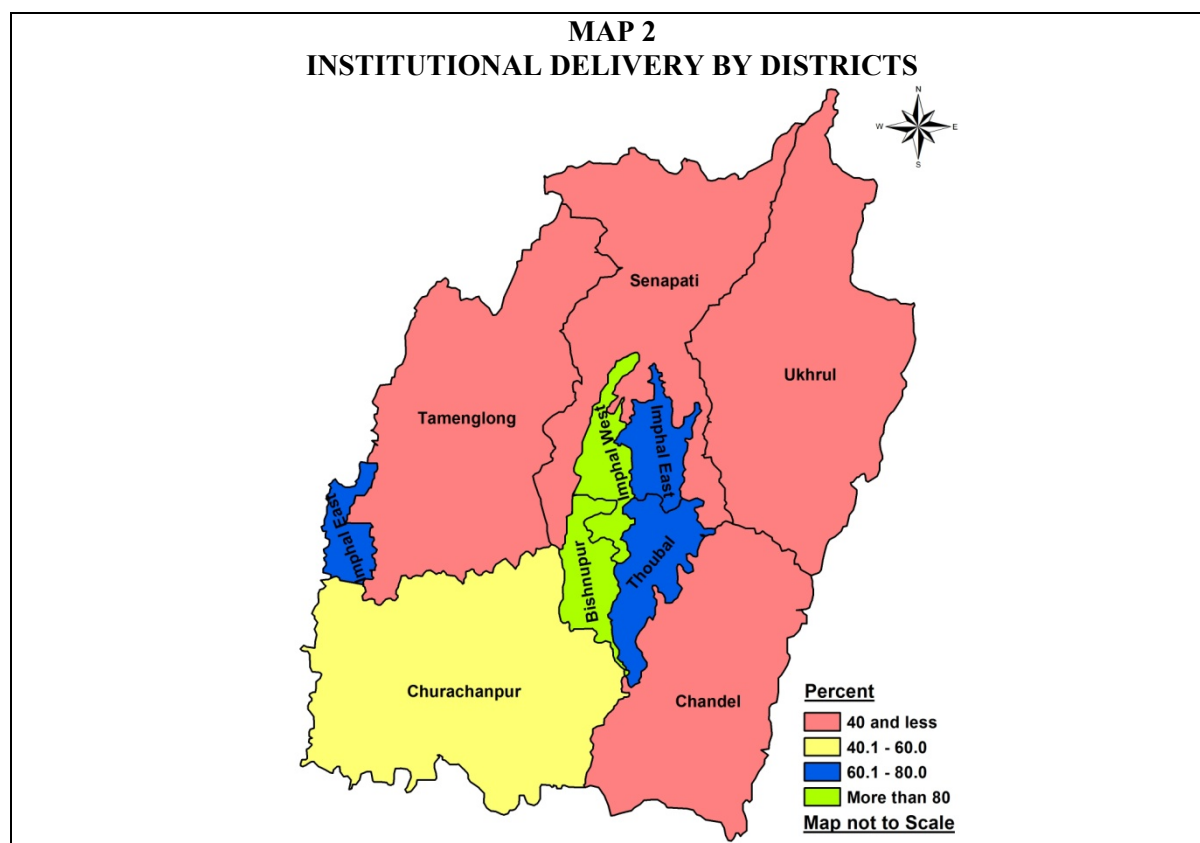 MAP 2
INSTITUTIONAL DELIVERY BY DISTRICTS
N
W
E
S
Senapati
Ukhrul
Tamenglong
Imphal West
Imphal East
Imphal East
Thoubal
Bishnupur
Churachanpur
Chandel
Percent
40 and less
40.1 - 60.0
60.1 - 80.0
More than 80
Map not to Scale